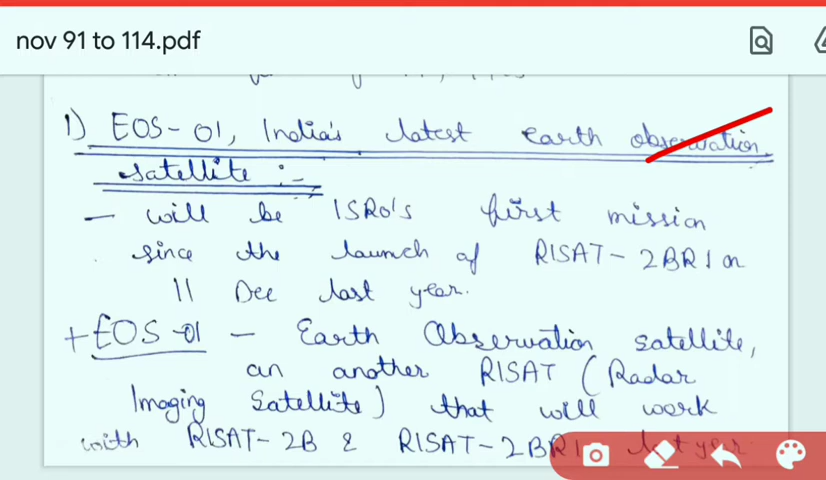 nov 91 to 114.pdf
1) EOS-01, India's latest earth observation
satellite :-
- will be ISRO's first mission
since the launch of RISAT-2BR1 on
11 Dec last year.
+ EOS-01 - Earth Observation satellite,
an another RISAT (Radar
Imaging Satellite) that will work
with RISAT-2B & RISAT-2BR1 last year